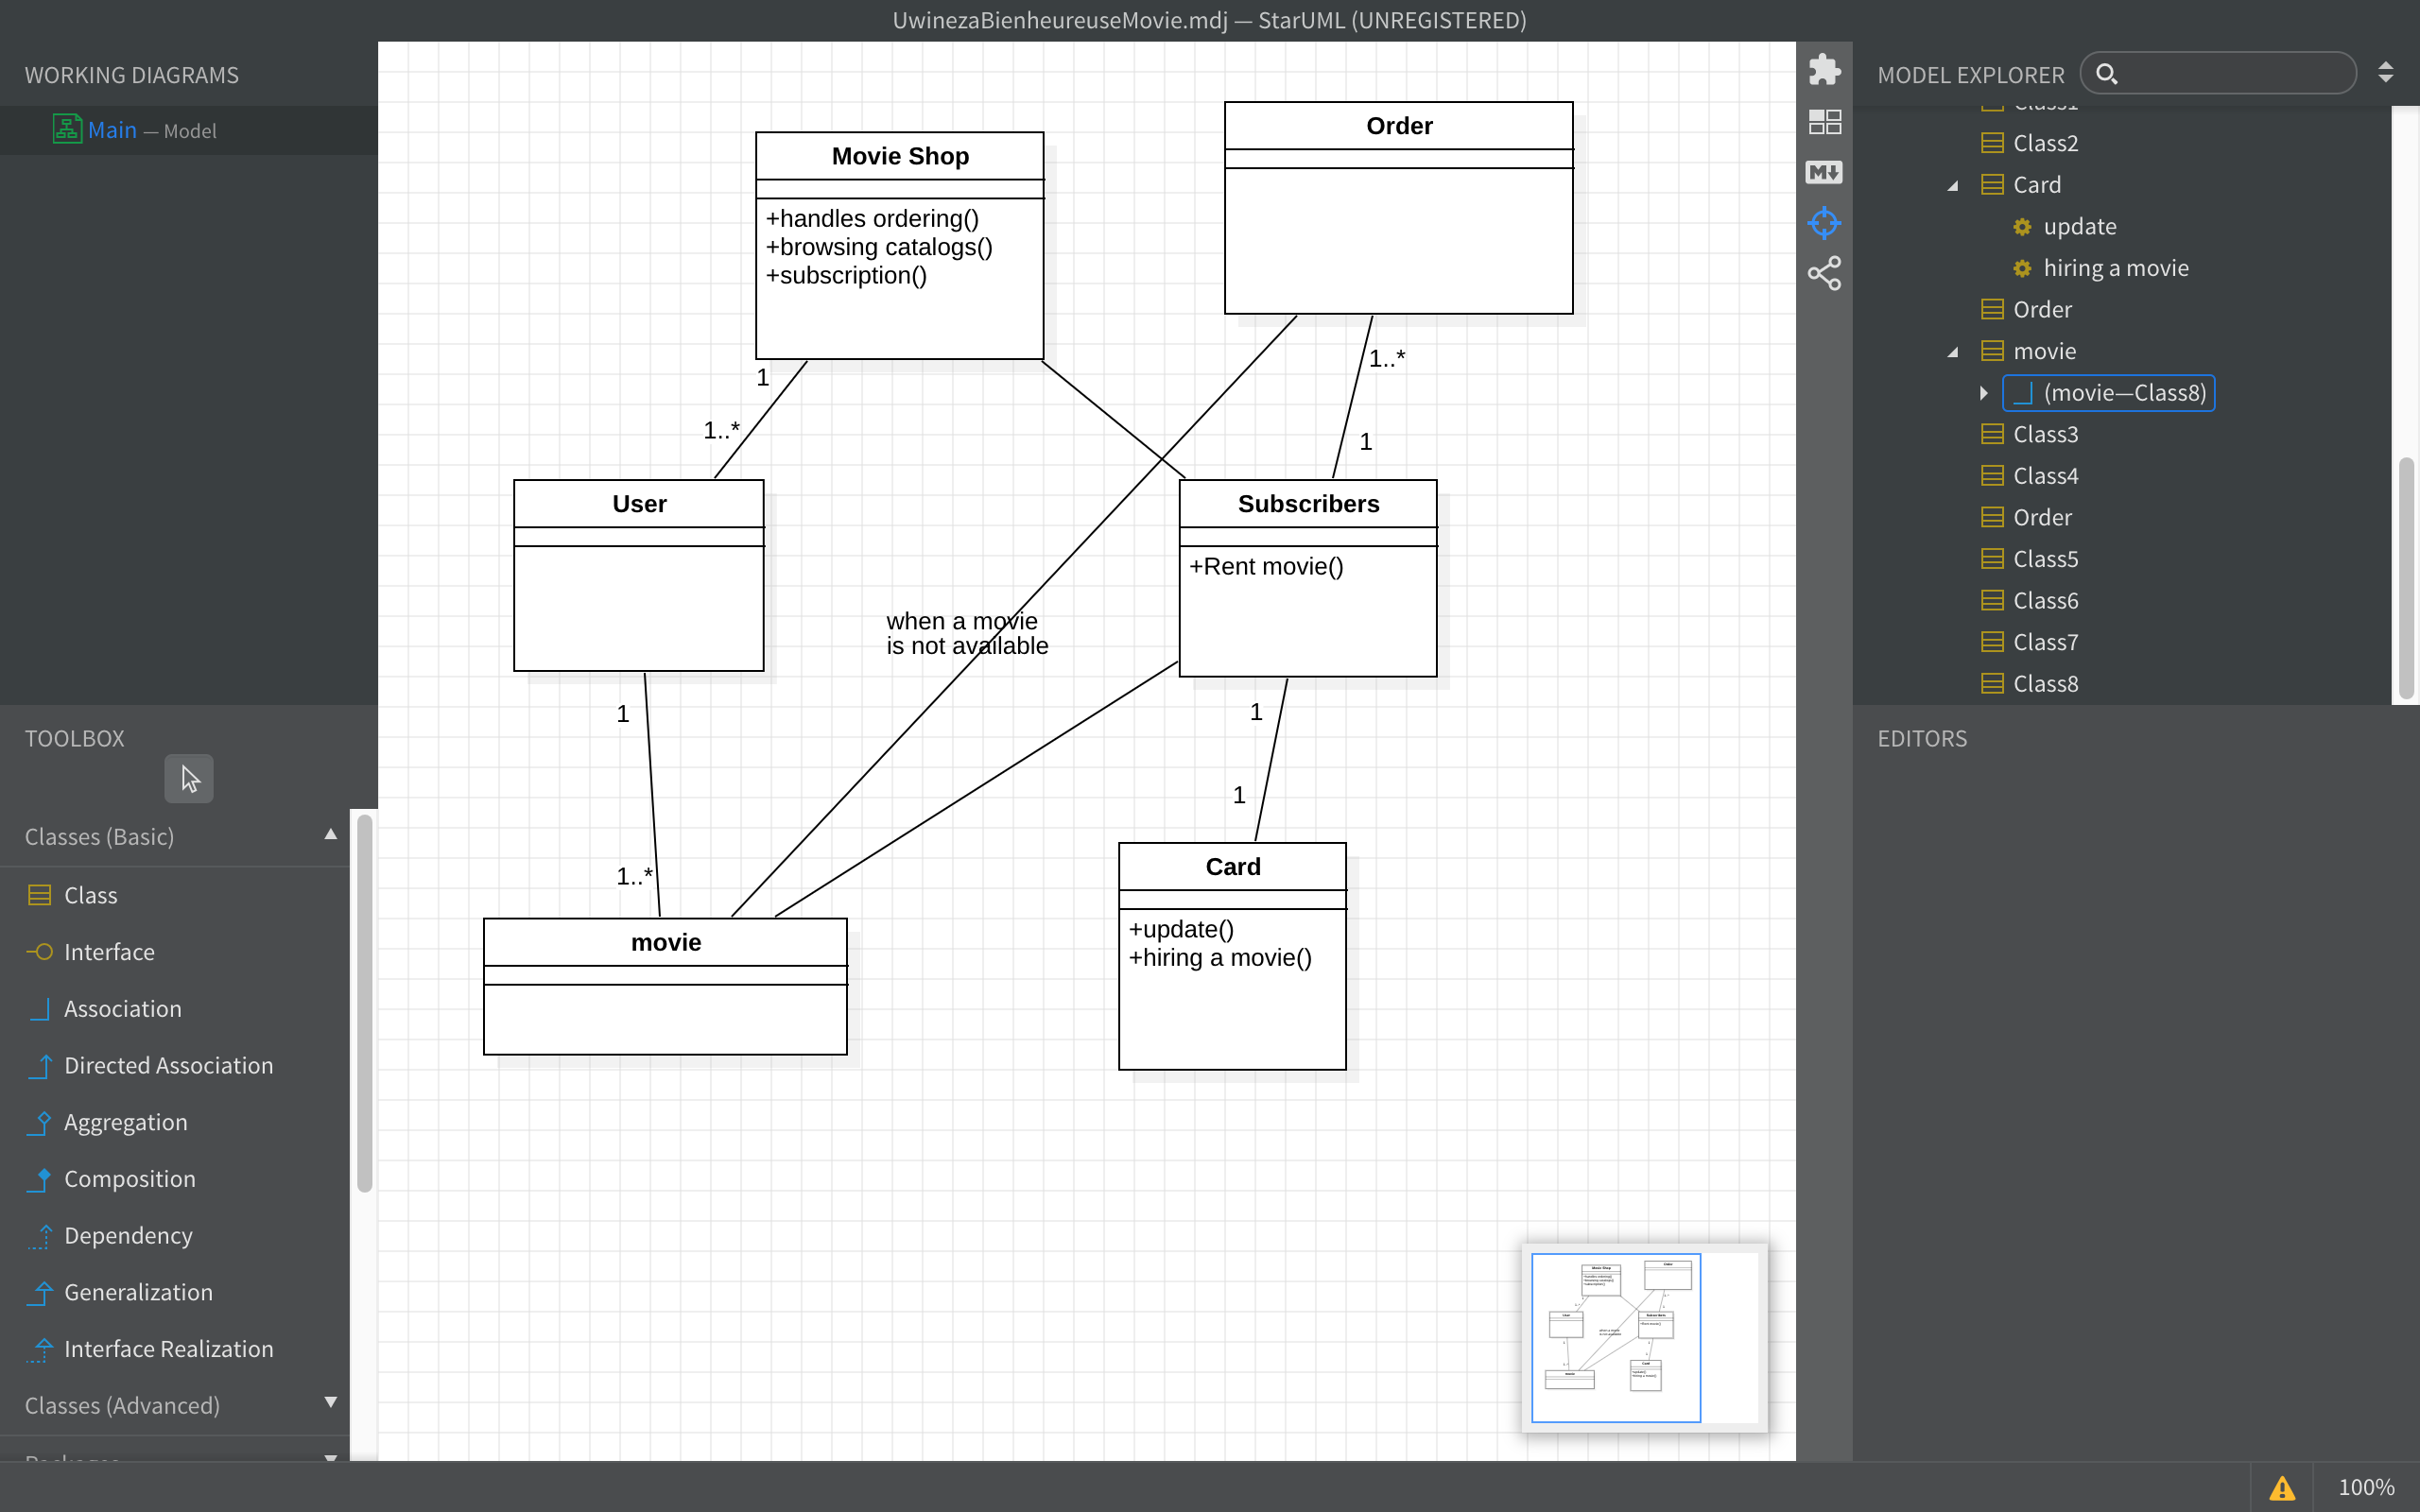 UwinezaBienheureuseMovie.mdj — StarUML (UNREGISTERED)
WORKING DIAGRAMS
Main — Model
TOOLBOX
Classes (Basic)
Class
Interface
Association
Directed Association
Aggregation
Composition
Dependency
Generalization
Interface Realization
Classes (Advanced)
Packages
Movie Shop
+handles ordering()
+browsing catalogs()
+subscription()
Order
1
1..*
1..*
1
User
Subscribers
+Rent movie()
when a movie
is not available
1
1..*
1
1
movie
Card
+update()
+hiring a movie()
MODEL EXPLORER
Class1
Class2
Card
update
hiring a movie
Order
movie
(movie—Class8)
Class3
Class4
Order
Class5
Class6
Class7
Class8
EDITORS
100%